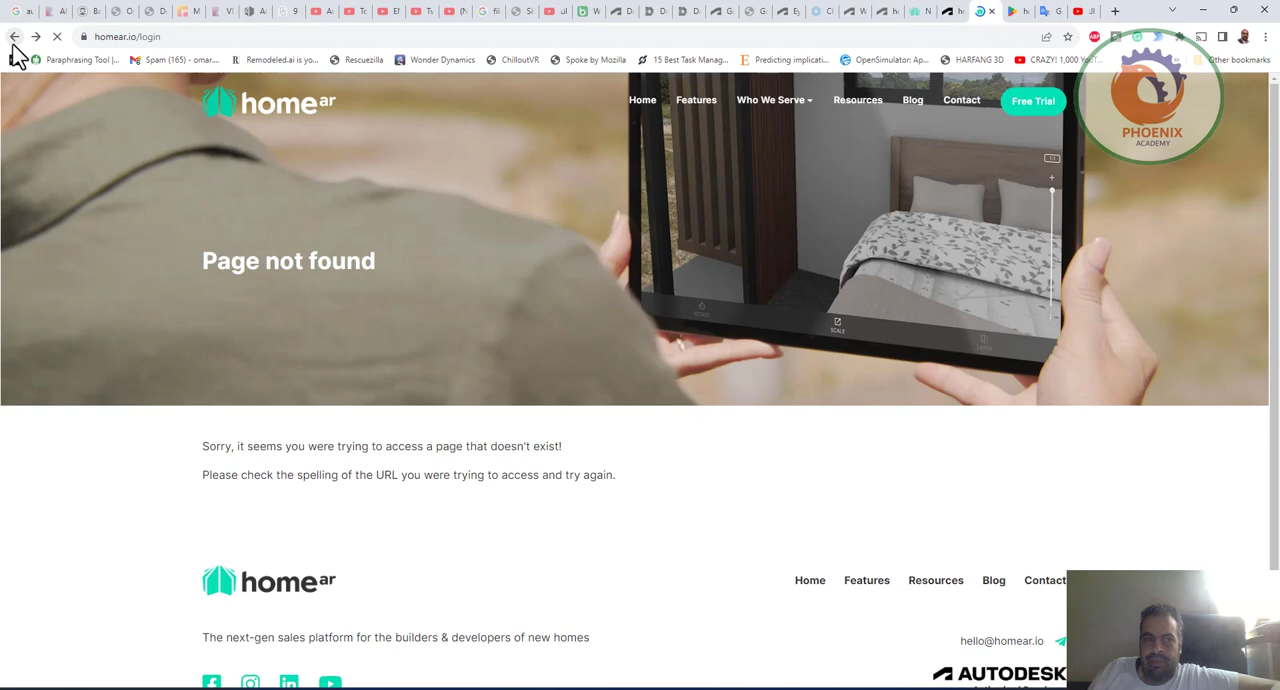 homear.io/login
Paraphrasing Tool |...
Spam (165) - omar....
Remodeled.ai is yo...
Rescuezilla
Wonder Dynamics
ChilloutVR
Spoke by Mozilla
15 Best Task Manag...
Predicting implicati...
OpenSimulator: Ap...
HARFANG 3D
CRAZY! 1,000 Yo
Other bookmarks
homear
Home
Features
Who We Serve
Resources
Blog
Contact
Free Trial
PHOENIX
ACADEMY
1:1
SCALE
Page not found
Sorry, it seems you were trying to access a page that doesn't exist!
Please check the spelling of the URL you were trying to access and try again.
homear
Home
Features
Resources
Blog
Contact
The next-gen sales platform for the builders & developers of new homes
hello@homear.io
AUTODESK